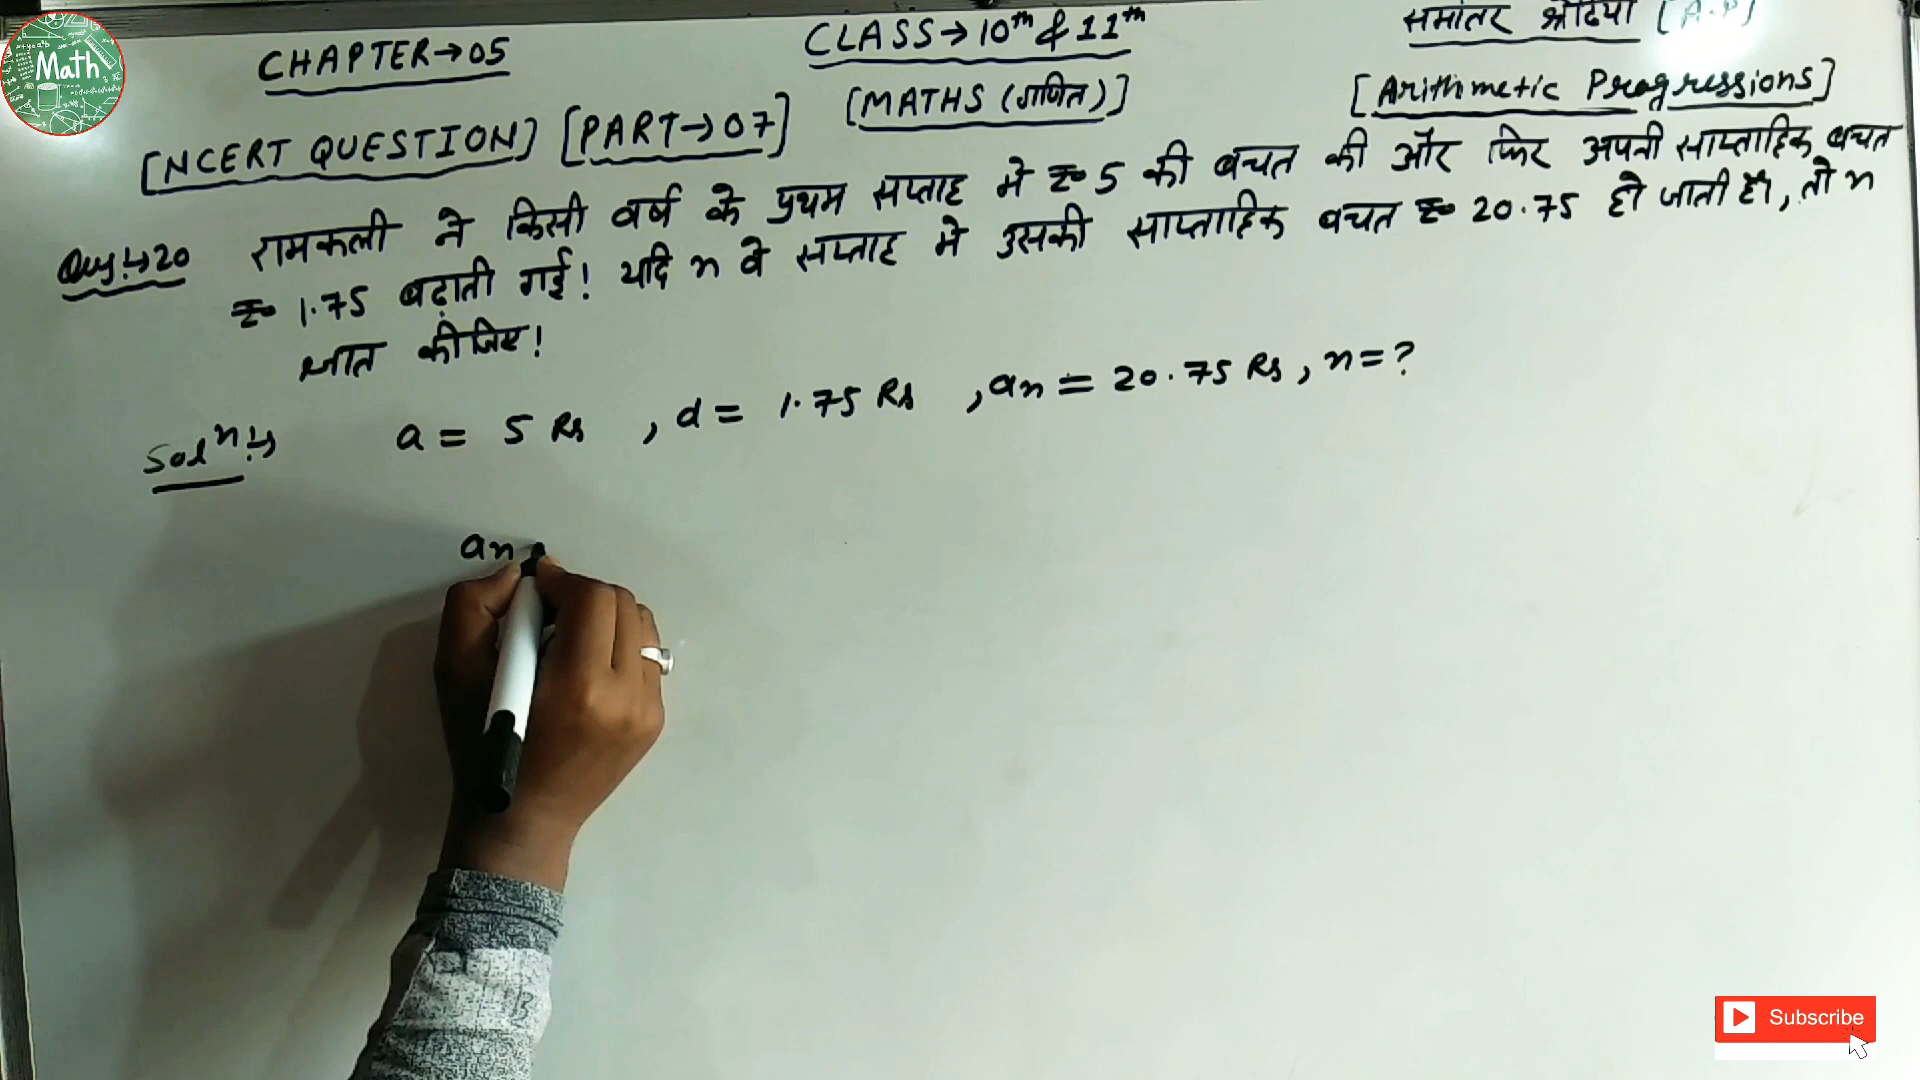 Math
CHAPTER→05
CLASS→10th & 11th
समांतर श्रेढियाँ [A.P]
[NCERT QUESTION] [PART→07]
[MATHS (गणित)]
[Arithmetic Progressions]
Ques!→20 रामकली ने किसी वर्ष के प्रथम सप्ताह मे ₹ 5 की बचत की और फिर अपनी साप्ताहिक बचत
₹ 1.75 बढ़ाती गई! यदि n वे सप्ताह मे उसकी साप्ताहिक बचत ₹ 20.75 हो जाती है, तो n
ज्ञात कीजिए!
Solⁿ!→ a = 5 Rs , d = 1.75 Rs , an = 20.75 Rs , n = ?
an
Subscribe